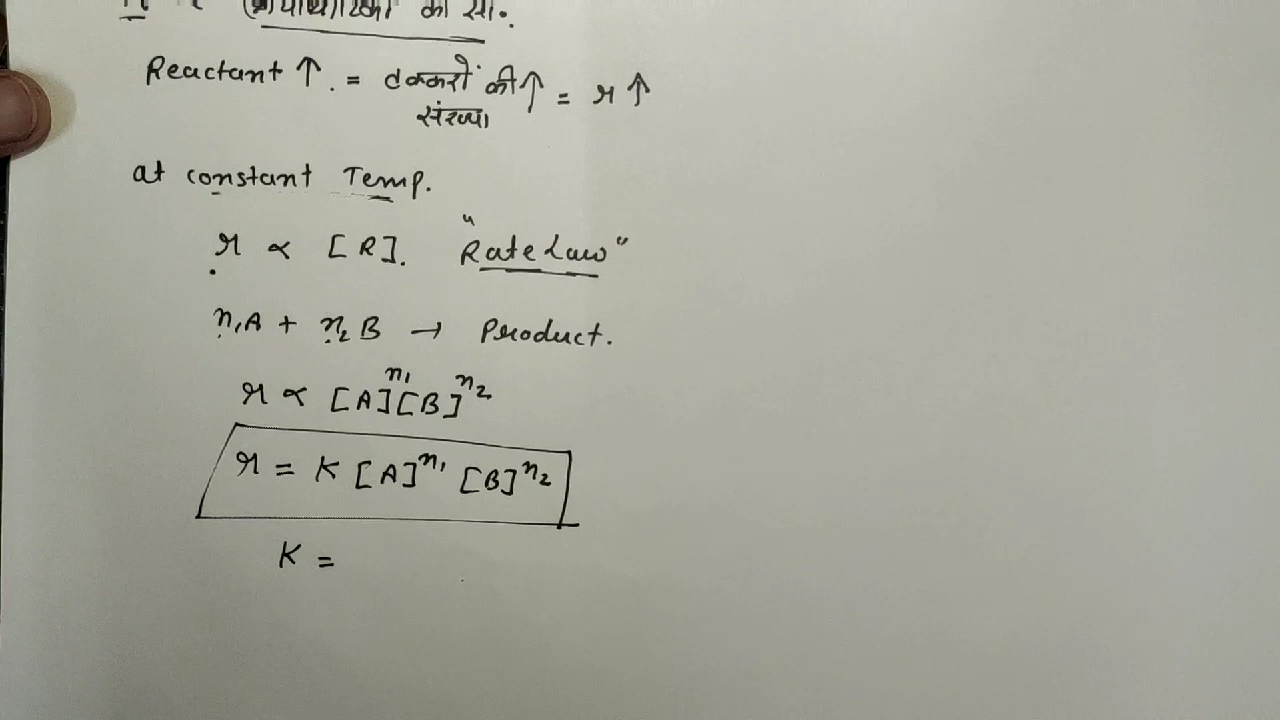 की सा.
Reactant ↑ . = टक्करों की ↑ = r ↑
संख्या
at constant Temp.
r ∝ [R]. "Rate Law"
n₁A + n₂B → Product.
r ∝ [A]ⁿ¹[B]ⁿ²
r = K [A]ⁿ¹ [B]ⁿ²
K =